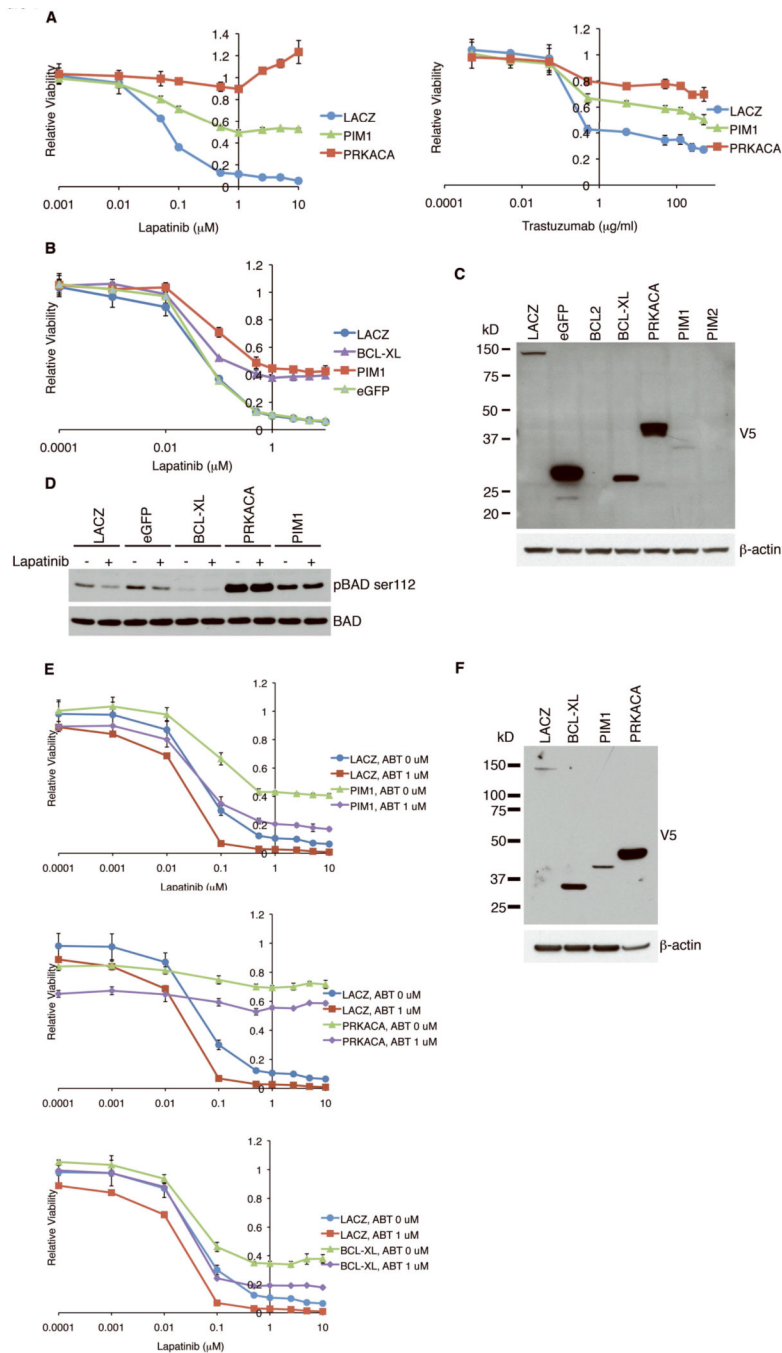 A
Relative Viability
1.4
1.2
1
0.8
0.6
0.4
0.2
0
0.001 0.01 0.1 1 10
Lapatinib (μM)
LACZ
PIM1
PRKACA
Relative Viability
1.2
1
0.8
0.6
0.4
0.2
0
0.0001 0.01 1 100
Trastuzumab (μg/ml)
LACZ
PIM1
PRKACA
B
Relative Viability
1.2
1
0.8
0.6
0.4
0.2
0
0.0001 0.01 1
Lapatinib (μM)
LACZ
BCL-XL
PIM1
eGFP
C
kD
LACZ eGFP BCL2 BCL-XL PRKACA PIM1 PIM2
150
75
50
37
25
20
V5
β-actin
D
LACZ eGFP BCL-XL PRKACA PIM1
Lapatinib - + - + - + - + - +
pBAD ser112
BAD
E
Relative Viability
1.2
1
0.8
0.6
0.4
0.2
0
0.0001 0.001 0.01 0.1 1 10
Lapatinib (μM)
LACZ, ABT 0 uM
LACZ, ABT 1 uM
PIM1, ABT 0 uM
PIM1, ABT 1 uM
Relative Viability
1.2
1
0.8
0.6
0.4
0.2
0
0.0001 0.001 0.01 0.1 1 10
Lapatinib (μM)
LACZ, ABT 0 uM
LACZ, ABT 1 uM
PRKACA, ABT 0 uM
PRKACA, ABT 1 uM
Relative Viability
1.2
1
0.8
0.6
0.4
0.2
0
0.0001 0.001 0.01 0.1 1 10
Lapatinib (μM)
LACZ, ABT 0 uM
LACZ, ABT 1 uM
BCL-XL, ABT 0 uM
BCL-XL, ABT 1 uM
F
kD
LACZ BCL-XL PIM1 PRKACA
150
100
75
50
37
25
V5
β-actin